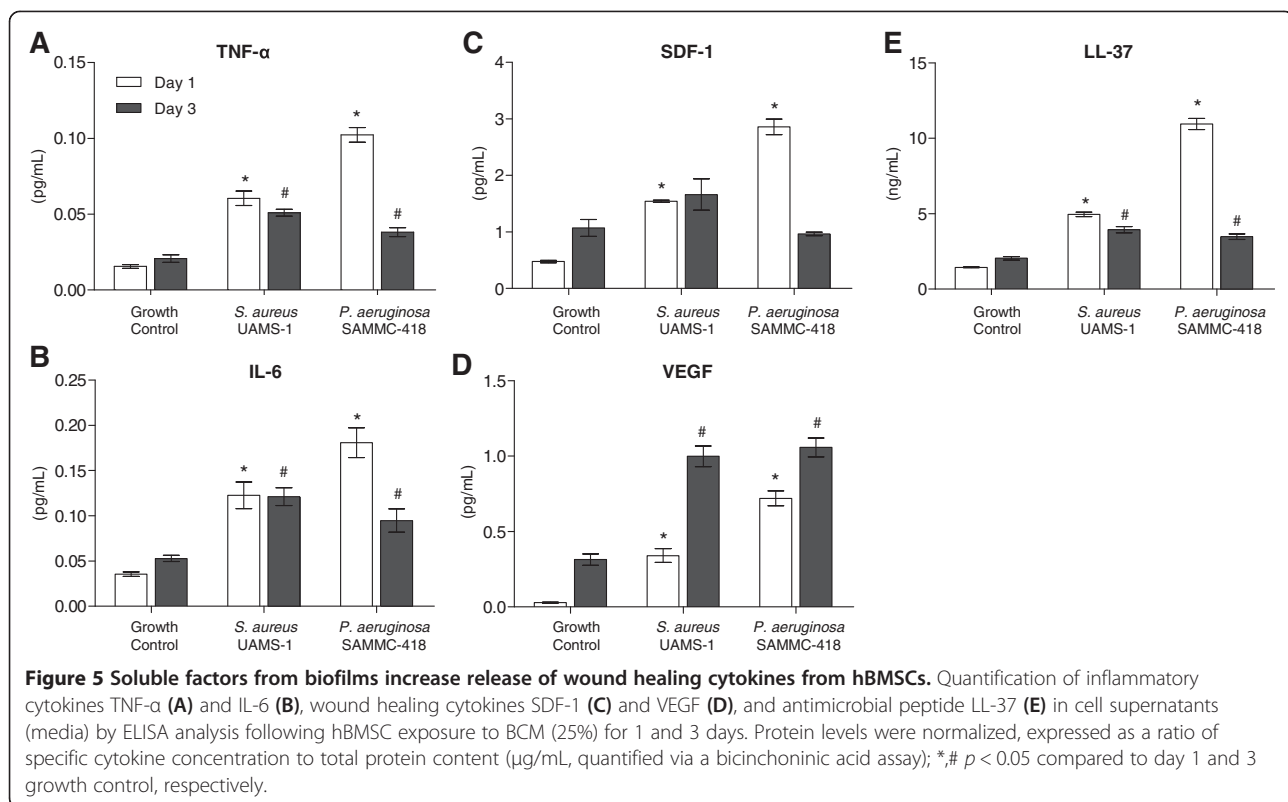 A
TNF-α
(pg/mL)
0.15
0.10
0.05
0.00
Day 1
Day 3
*
#
*
#
Growth Control
S. aureus UAMS-1
P. aeruginosa SAMMC-418
C
SDF-1
(pg/mL)
4
3
2
1
0
*
*
Growth Control
S. aureus UAMS-1
P. aeruginosa SAMMC-418
E
LL-37
(ng/mL)
15
10
5
0
*
#
*
#
Growth Control
S. aureus UAMS-1
P. aeruginosa SAMMC-418
B
IL-6
(pg/mL)
0.25
0.20
0.15
0.10
0.05
0.00
*
#
*
#
Growth Control
S. aureus UAMS-1
P. aeruginosa SAMMC-418
D
VEGF
(pg/mL)
1.5
1.0
0.5
0.0
*
#
*
#
Growth Control
S. aureus UAMS-1
P. aeruginosa SAMMC-418
Figure 5 Soluble factors from biofilms increase release of wound healing cytokines from hBMSCs. Quantification of inflammatory
cytokines TNF-α (A) and IL-6 (B), wound healing cytokines SDF-1 (C) and VEGF (D), and antimicrobial peptide LL-37 (E) in cell supernatants
(media) by ELISA analysis following hBMSC exposure to BCM (25%) for 1 and 3 days. Protein levels were normalized, expressed as a ratio of
specific cytokine concentration to total protein content (μg/mL, quantified via a bicinchoninic acid assay); *,# p < 0.05 compared to day 1 and 3
growth control, respectively.